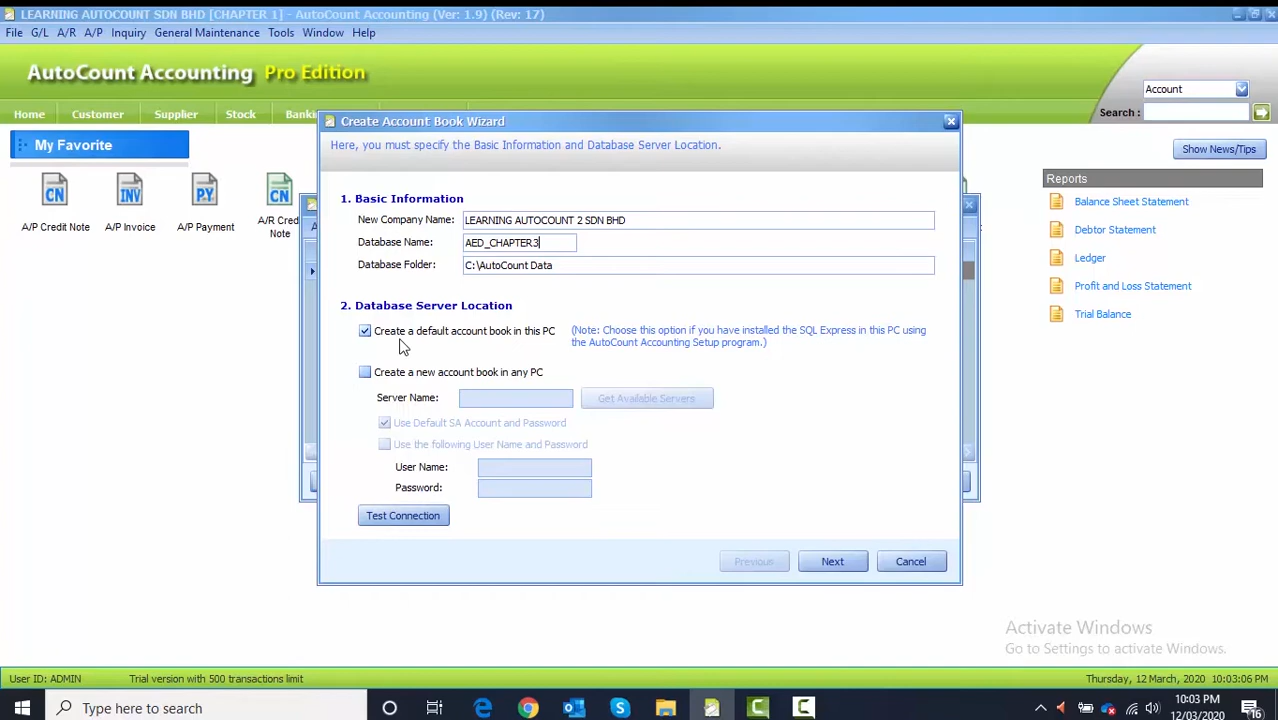 LEARNING AUTOCOUNT SDN BHD [CHAPTER 1] - AutoCount Accounting (Ver: 1.9) (Rev: 17)
File G/L A/R A/P Inquiry General Maintenance Tools Window Help
AutoCount Accounting Pro Edition
Account
Search :
Home Customer Supplier Stock
My Favorite
Show News/Tips
A/P Credit Note
A/P Invoice
A/P Payment
A/R Credit
Note
Reports
Balance Sheet Statement
Debtor Statement
Ledger
Profit and Loss Statement
Trial Balance
Create Account Book Wizard
Here, you must specify the Basic Information and Database Server Location.
1. Basic Information
New Company Name: LEARNING AUTOCOUNT 2 SDN BHD
Database Name: AED_CHAPTER3
Database Folder: C:\AutoCount Data
2. Database Server Location
Create a default account book in this PC
(Note: Choose this option if you have installed the SQL Express in this PC using
the AutoCount Accounting Setup program.)
Create a new account book in any PC
Server Name: Get Available Servers
Use Default SA Account and Password
Use the following User Name and Password
User Name:
Password:
Test Connection
Previous Next Cancel
Activate Windows
Go to Settings to activate Windows.
User ID: ADMIN Trial version with 500 transactions limit Thursday, 12 March, 2020 10:03:06 PM
Type here to search
10:03 PM
12/03/2020
16